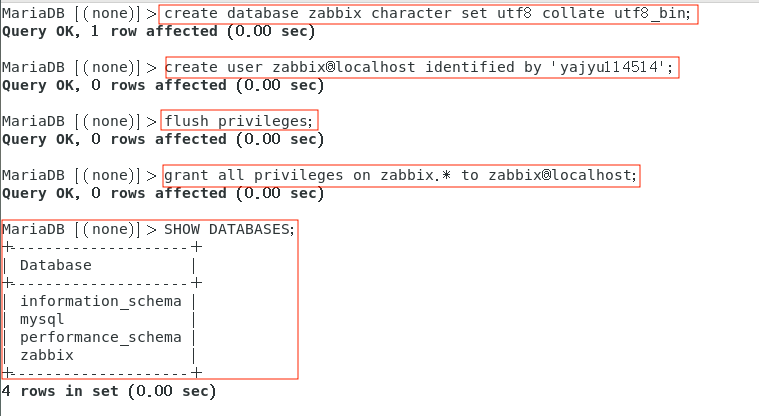 MariaDB [(none)]> create database zabbix character set utf8 collate utf8_bin;
Query OK, 1 row affected (0.00 sec)
MariaDB [(none)]> create user zabbix@localhost identified by 'yajyu114514';
Query OK, 0 rows affected (0.00 sec)
MariaDB [(none)]> flush privileges;
Query OK, 0 rows affected (0.00 sec)
MariaDB [(none)]> grant all privileges on zabbix.* to zabbix@localhost;
Query OK, 0 rows affected (0.00 sec)
MariaDB [(none)]> SHOW DATABASES;
+--------------------+
| Database           |
+--------------------+
| information_schema |
| mysql              |
| performance_schema |
| zabbix             |
+--------------------+
4 rows in set (0.00 sec)